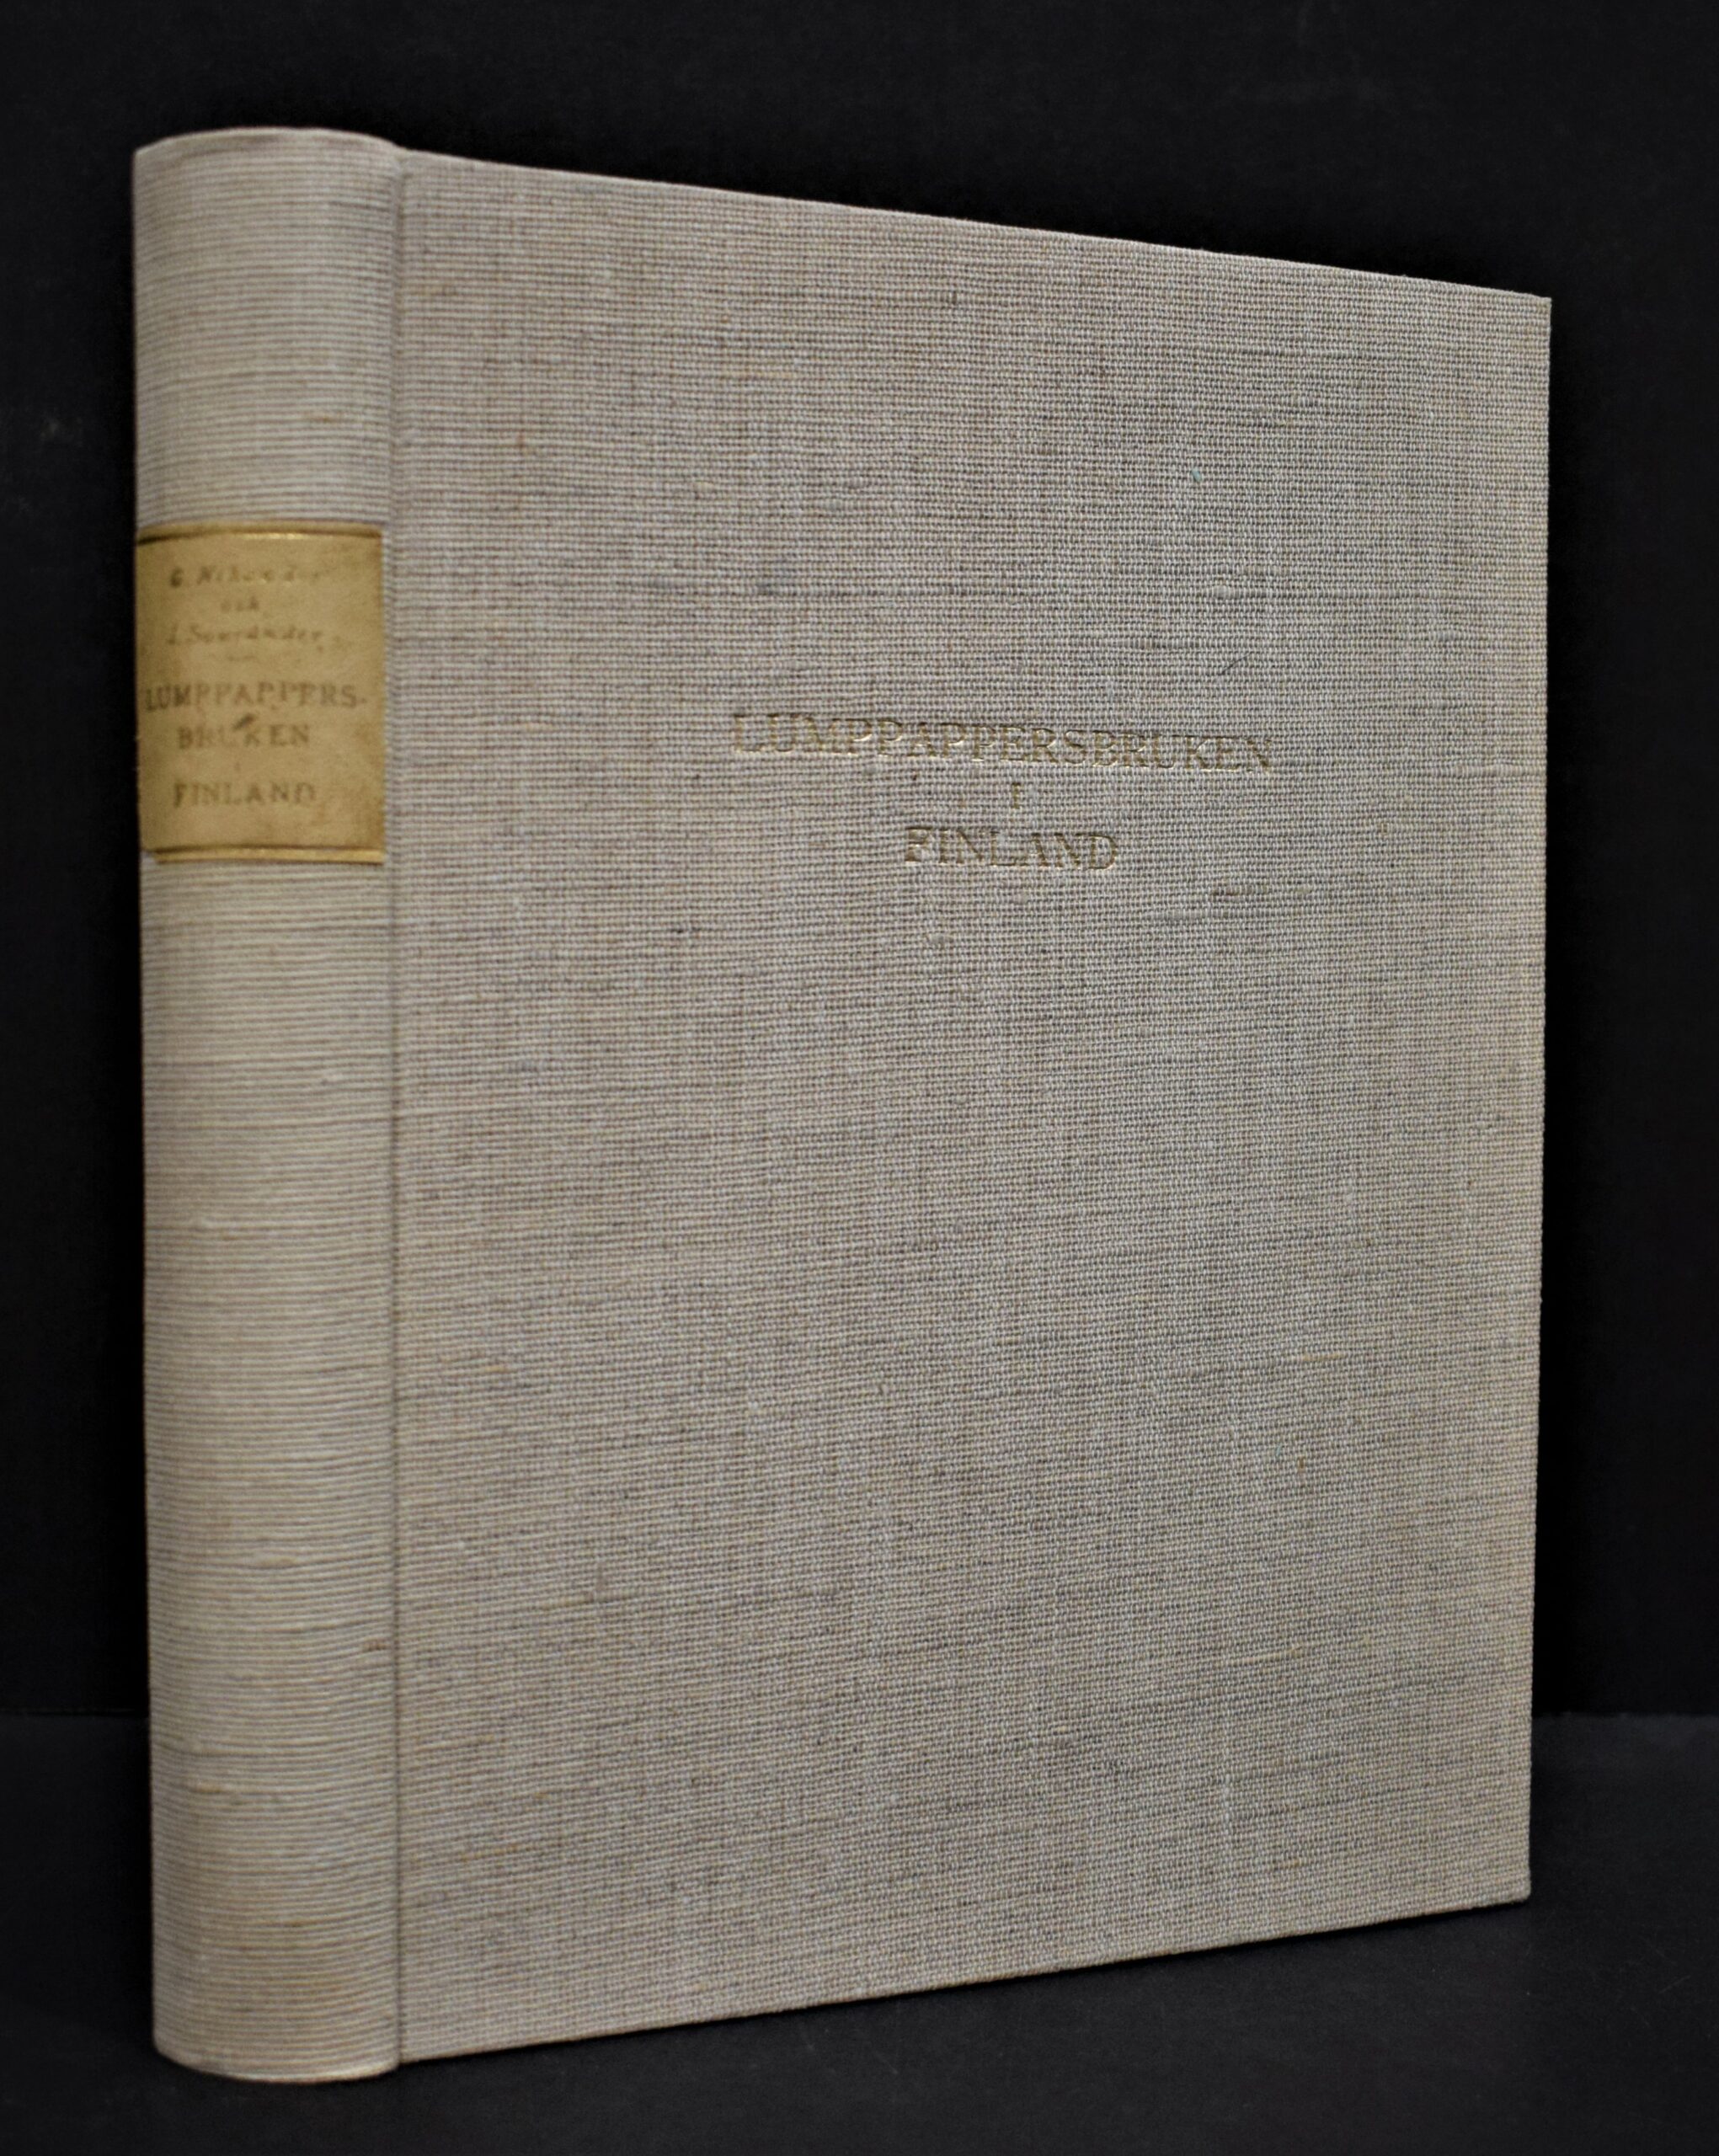 G. Nikander
och
I. Sourander
LUMPPAPPERS-
BRUKEN
I
FINLAND
LUMPPAPPERSBRUKEN
I
FINLAND